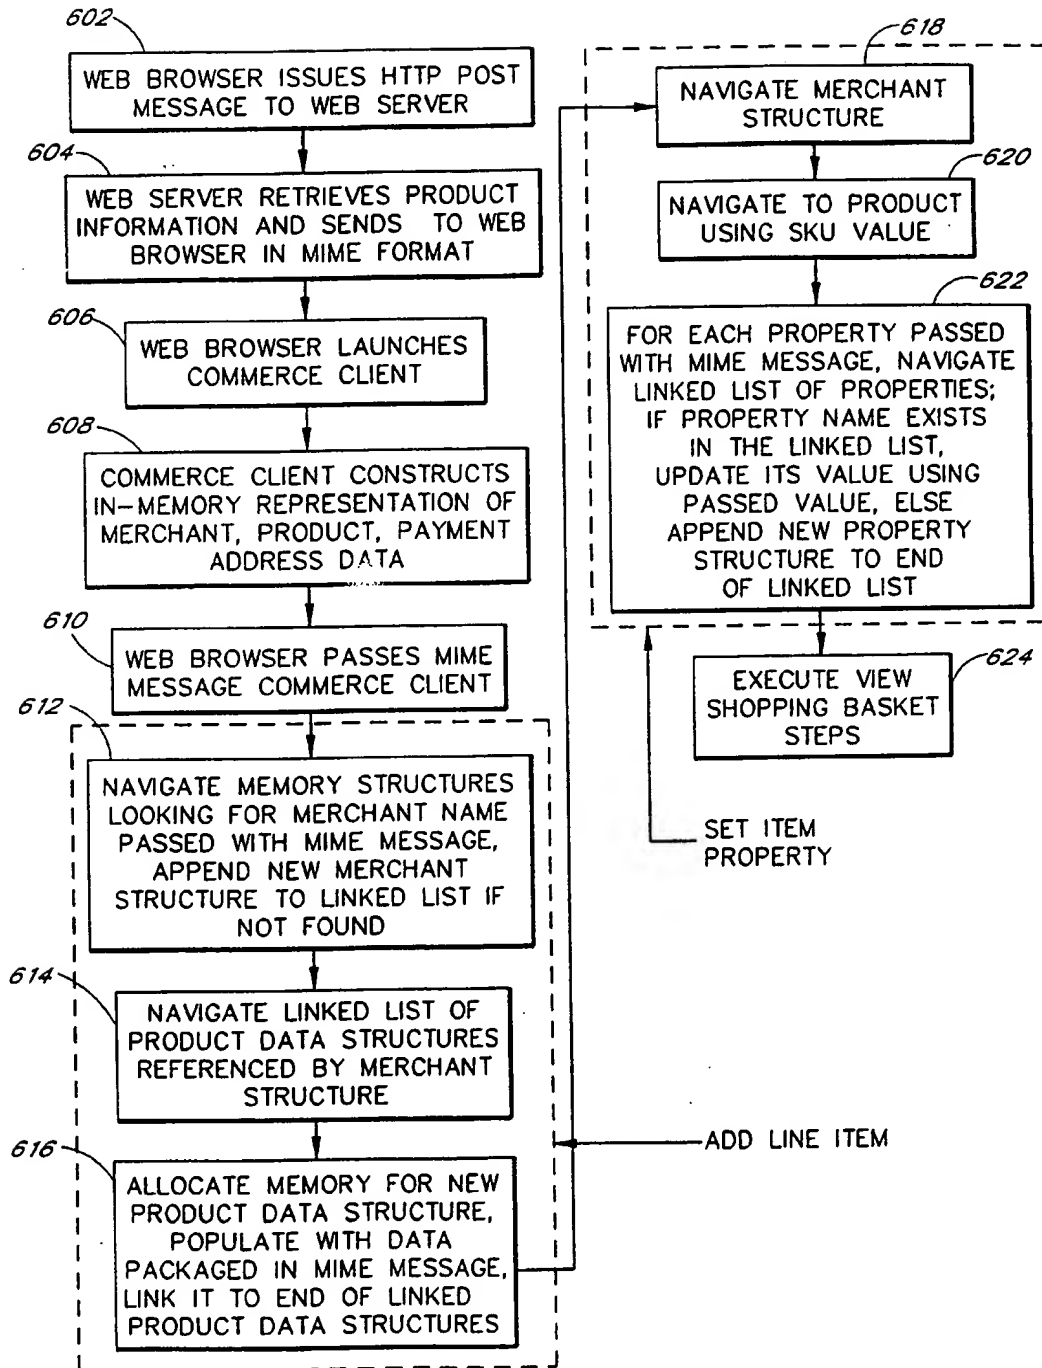 602
WEB BROWSER ISSUES HTTP POST
MESSAGE TO WEB SERVER
604
WEB SERVER RETRIEVES PRODUCT
INFORMATION AND SENDS TO WEB
BROWSER IN MIME FORMAT
606
WEB BROWSER LAUNCHES
COMMERCE CLIENT
608
COMMERCE CLIENT CONSTRUCTS
IN-MEMORY REPRESENTATION OF
MERCHANT, PRODUCT, PAYMENT
ADDRESS DATA
610
WEB BROWSER PASSES MIME
MESSAGE COMMERCE CLIENT
612
NAVIGATE MEMORY STRUCTURES
LOOKING FOR MERCHANT NAME
PASSED WITH MIME MESSAGE,
APPEND NEW MERCHANT
STRUCTURE TO LINKED LIST IF
NOT FOUND
614
NAVIGATE LINKED LIST OF
PRODUCT DATA STRUCTURES
REFERENCED BY MERCHANT
STRUCTURE
616
ALLOCATE MEMORY FOR NEW
PRODUCT DATA STRUCTURE,
POPULATE WITH DATA
PACKAGED IN MIME MESSAGE,
LINK IT TO END OF LINKED
PRODUCT DATA STRUCTURES
ADD LINE ITEM
618
NAVIGATE MERCHANT
STRUCTURE
620
NAVIGATE TO PRODUCT
USING SKU VALUE
622
FOR EACH PROPERTY PASSED
WITH MIME MESSAGE, NAVIGATE
LINKED LIST OF PROPERTIES;
IF PROPERTY NAME EXISTS
IN THE LINKED LIST,
UPDATE ITS VALUE USING
PASSED VALUE, ELSE
APPEND NEW PROPERTY
STRUCTURE TO END
OF LINKED LIST
624
EXECUTE VIEW
SHOPPING BASKET
STEPS
SET ITEM
PROPERTY